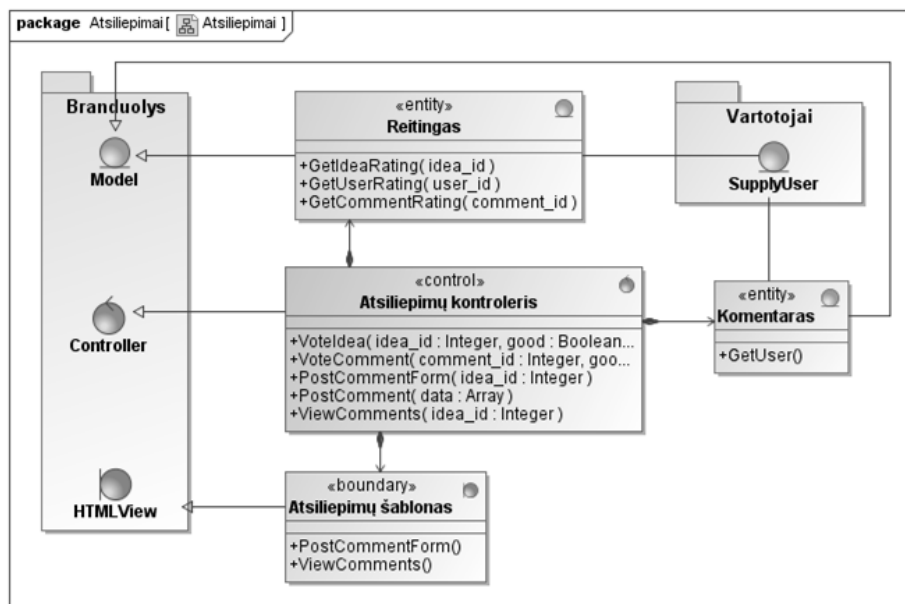 package Atsiliepimai [ Atsiliepimai ]
Branduolys
Model
Controller
HTMLView
«entity»
Reitingas
+GetIdeaRating( idea_id )
+GetUserRating( user_id )
+GetCommentRating( comment_id )
Vartotojai
SupplyUser
«control»
Atsiliepimų kontroleris
+VoteIdea( idea_id : Integer, good : Boolean...
+VoteComment( comment_id : Integer, goo...
+PostCommentForm( idea_id : Integer )
+PostComment( data : Array )
+ViewComments( idea_id : Integer )
«entity»
Komentaras
+GetUser()
«boundary»
Atsiliepimų šablonas
+PostCommentForm()
+ViewComments()